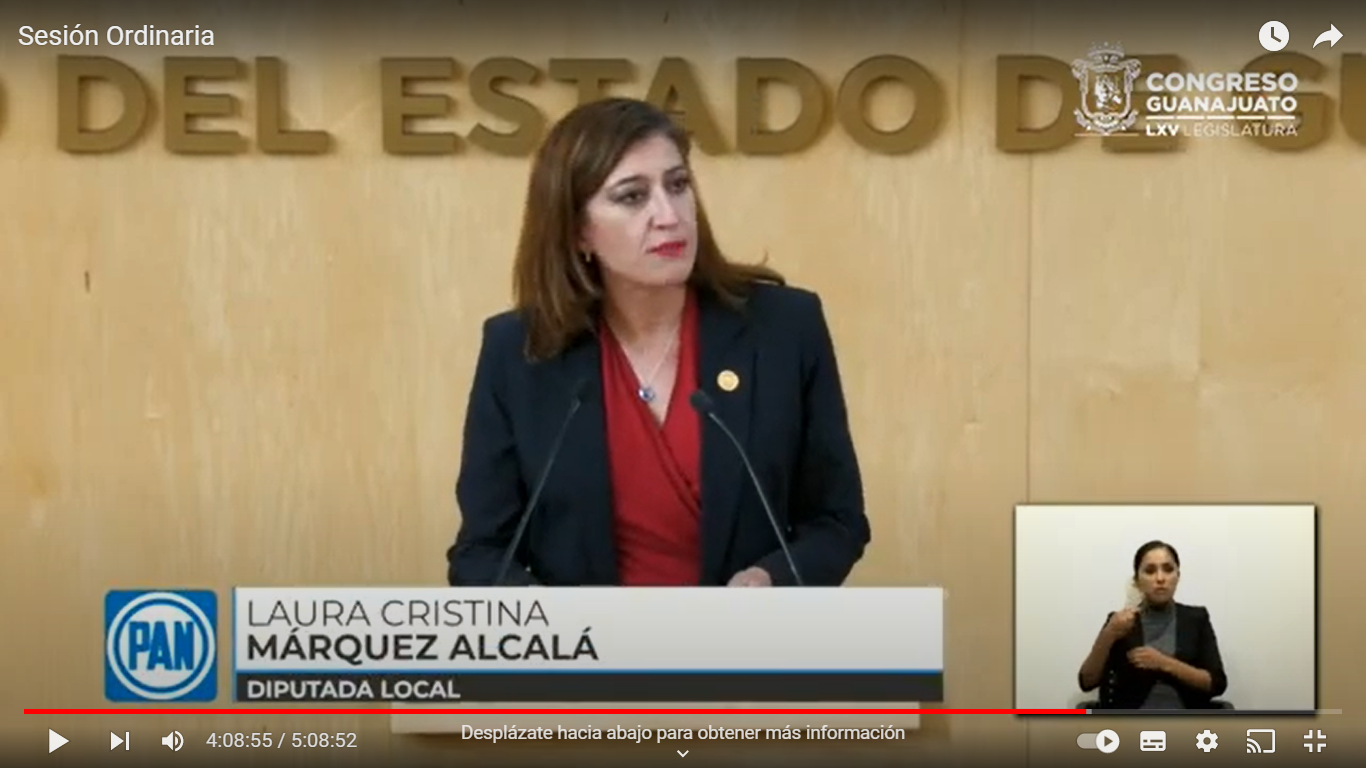 Sesión Ordinaria
DEL ESTADO DE GU
CONGRESO
GUANAJUATO
LXV LEGISLATURA
PAN
LAURA CRISTINA
MÁRQUEZ ALCALÁ
DIPUTADA LOCAL
4:08:55 / 5:08:52
Desplázate hacia abajo para obtener más información